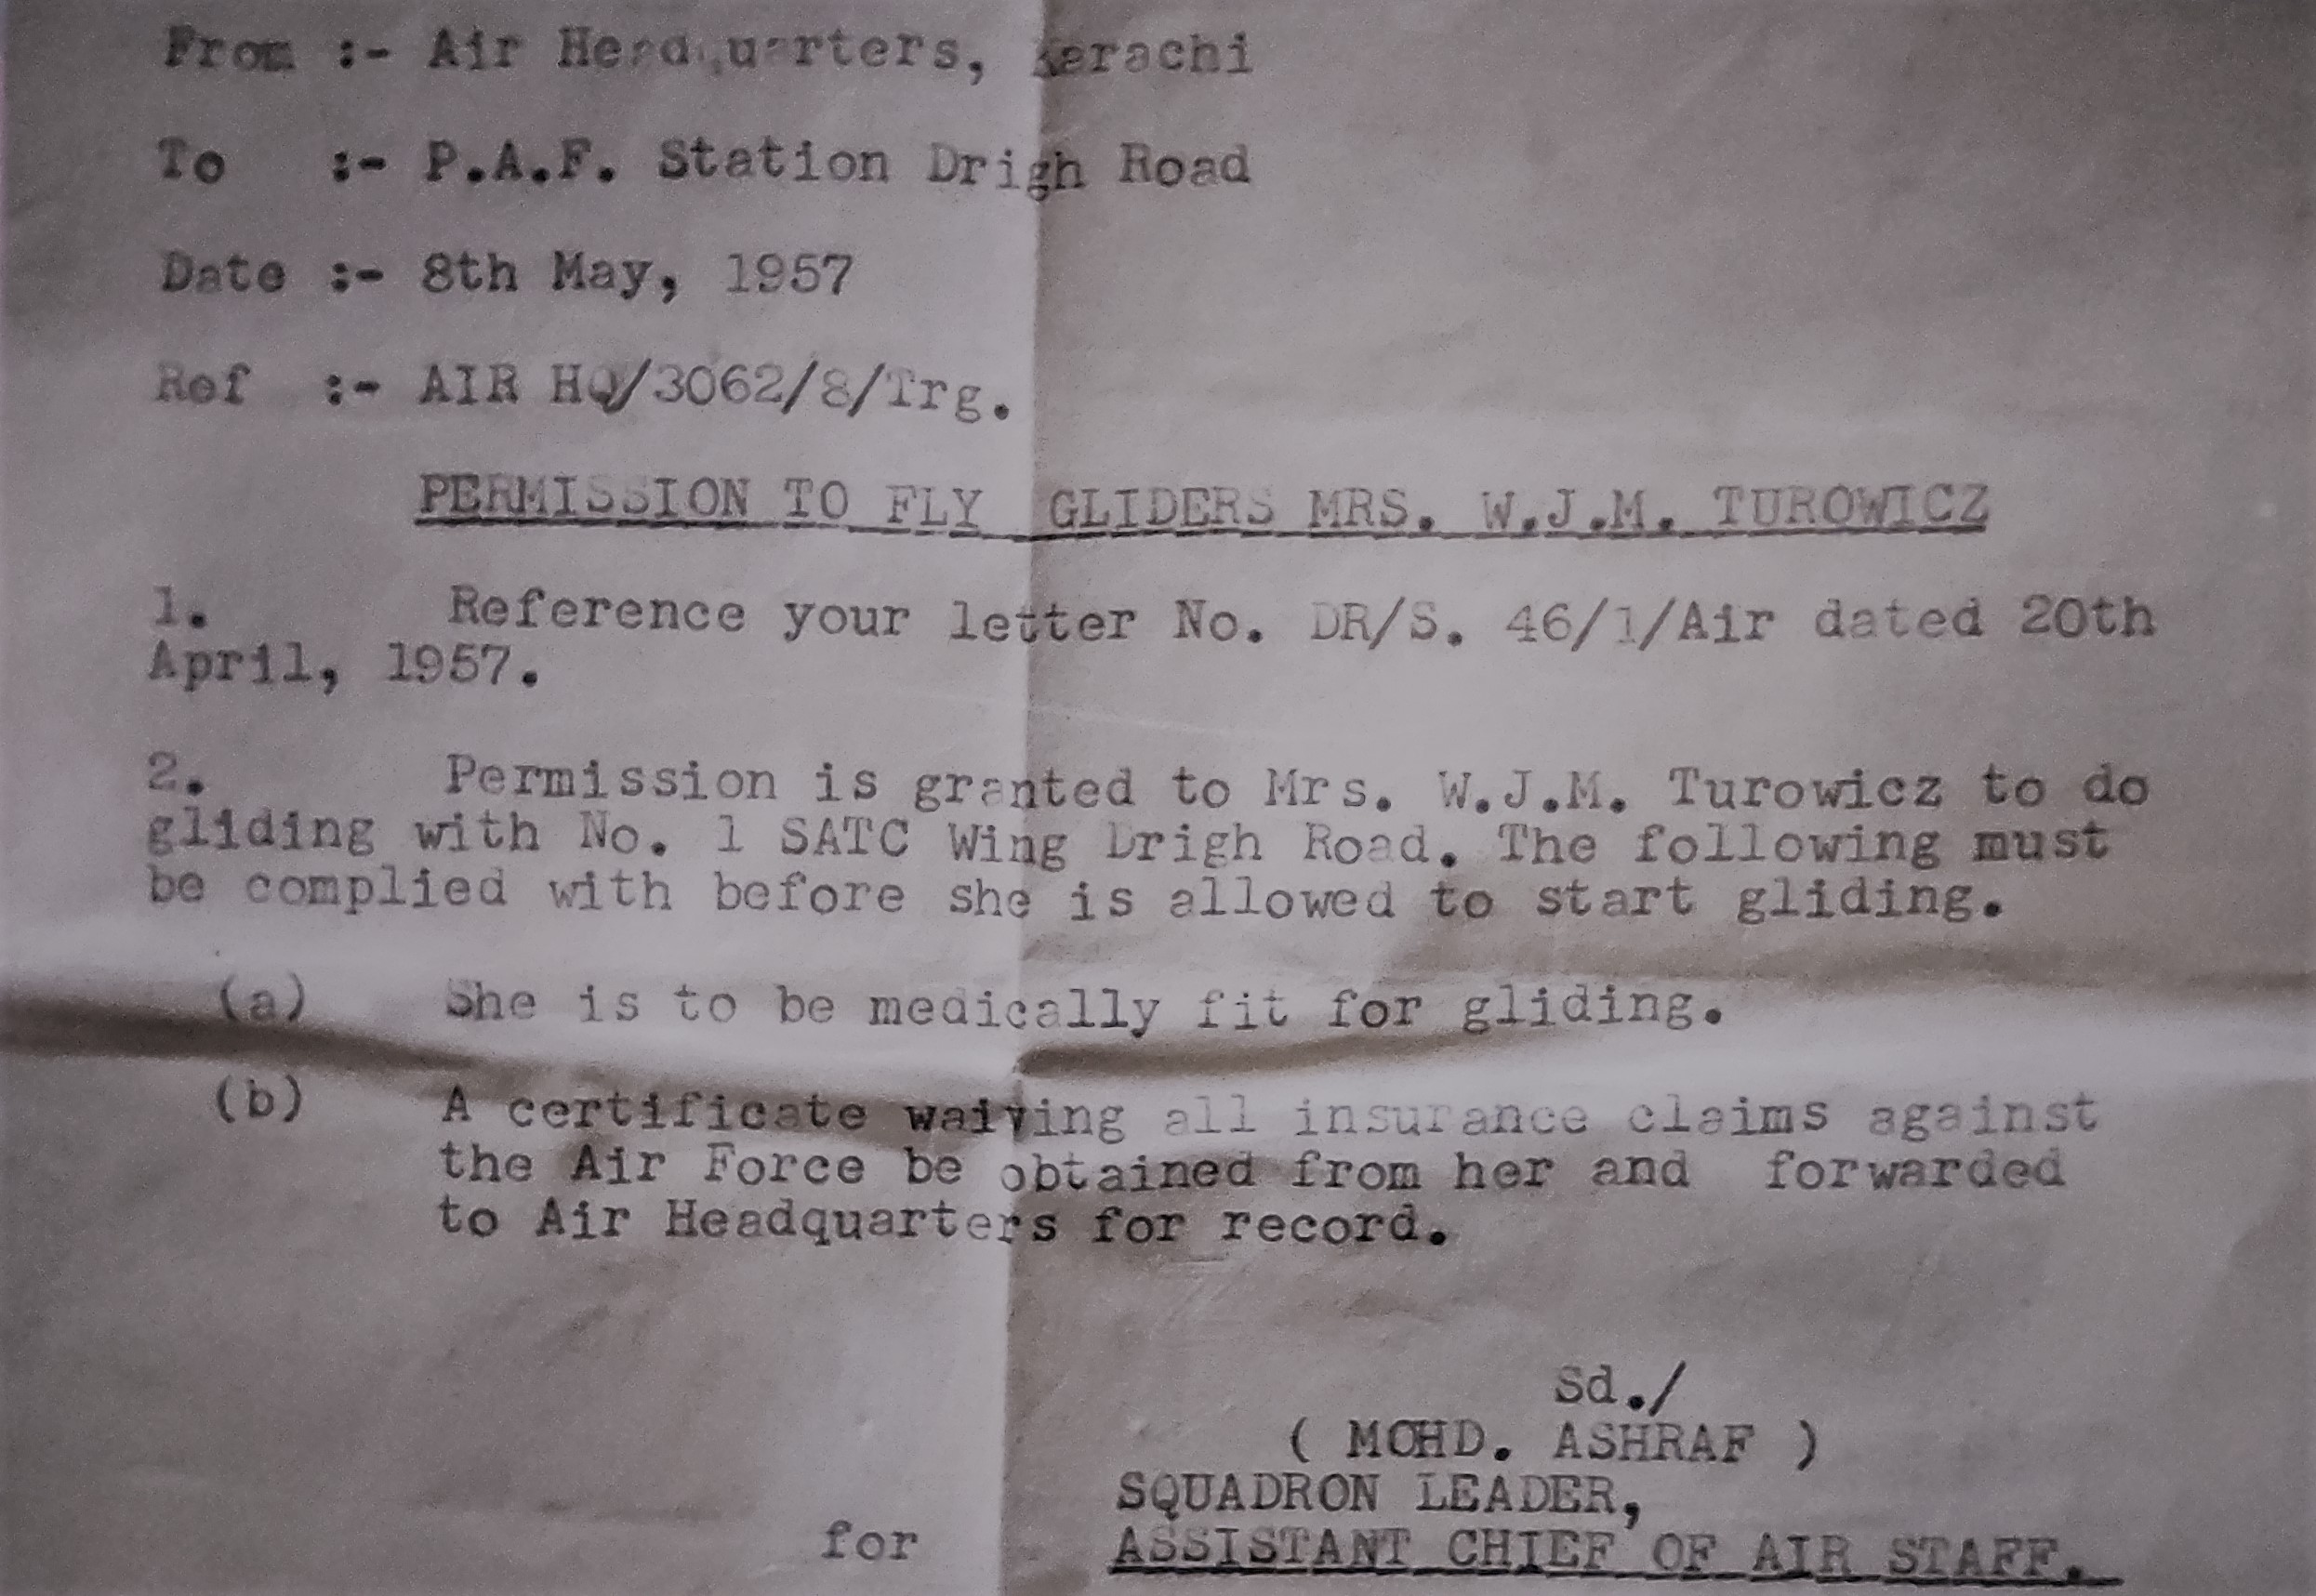 From :- Air Headquarters, Karachi
To :- P.A.F. Station Drigh Road
Date :- 8th May, 1957
Ref :- AIR HQ/3062/8/Trg.
PERMISSION TO FLY GLIDERS MRS. W.J.M. TUROWICZ
1. Reference your letter No. DR/S. 46/1/Air dated 20th
April, 1957.
2. Permission is granted to Mrs. W.J.M. Turowicz to do
gliding with No. 1 SATC Wing Drigh Road. The following must
be complied with before she is allowed to start gliding.
(a) She is to be medically fit for gliding.
(b) A certificate waiving all insurance claims against
the Air Force be obtained from her and forwarded
to Air Headquarters for record.
Sd./
( MOHD. ASHRAF )
SQUADRON LEADER,
for ASSISTANT CHIEF OF AIR STAFF.